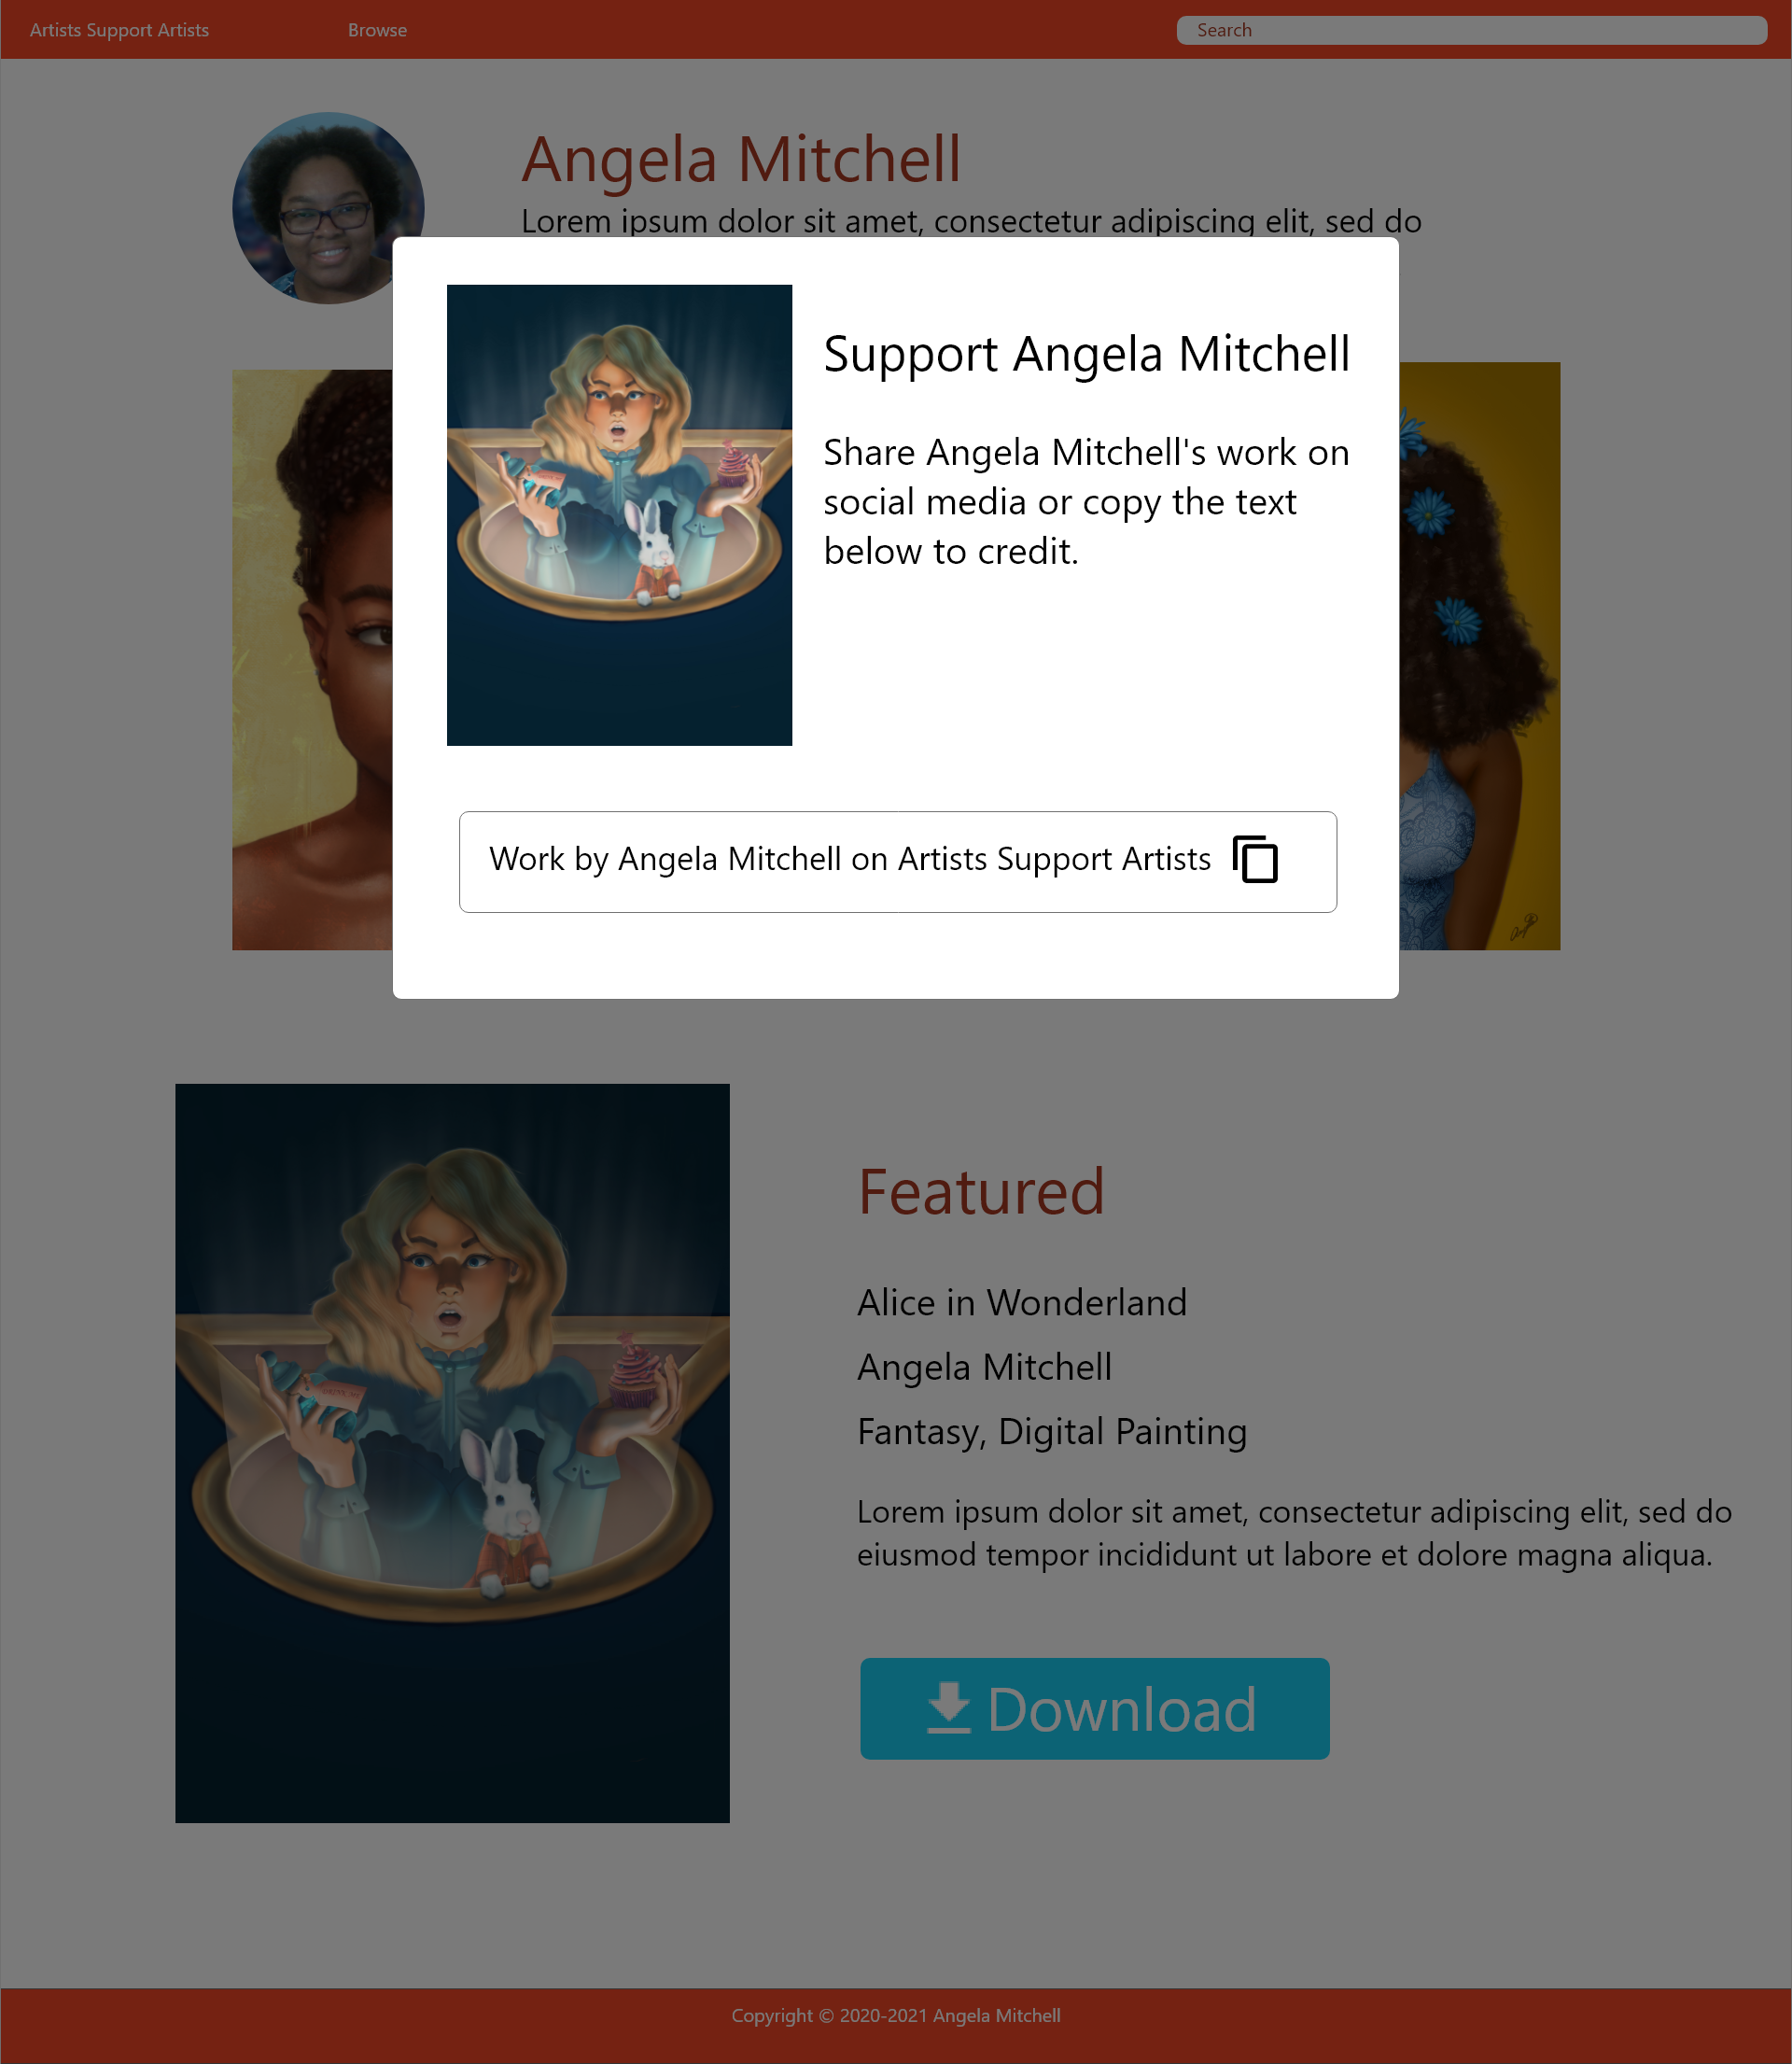 Artists Support Artists
Browse
Search
Angela Mitchell
Lorem ipsum dolor sit amet, consectetur adipiscing elit, sed do
Support Angela Mitchell
Share Angela Mitchell's work on
social media or copy the text
below to credit.
Work by Angela Mitchell on Artists Support Artists
Featured
Alice in Wonderland
Angela Mitchell
Fantasy, Digital Painting
Lorem ipsum dolor sit amet, consectetur adipiscing elit, sed do
eiusmod tempor incididunt ut labore et dolore magna aliqua.
Download
Copyright © 2020-2021 Angela Mitchell